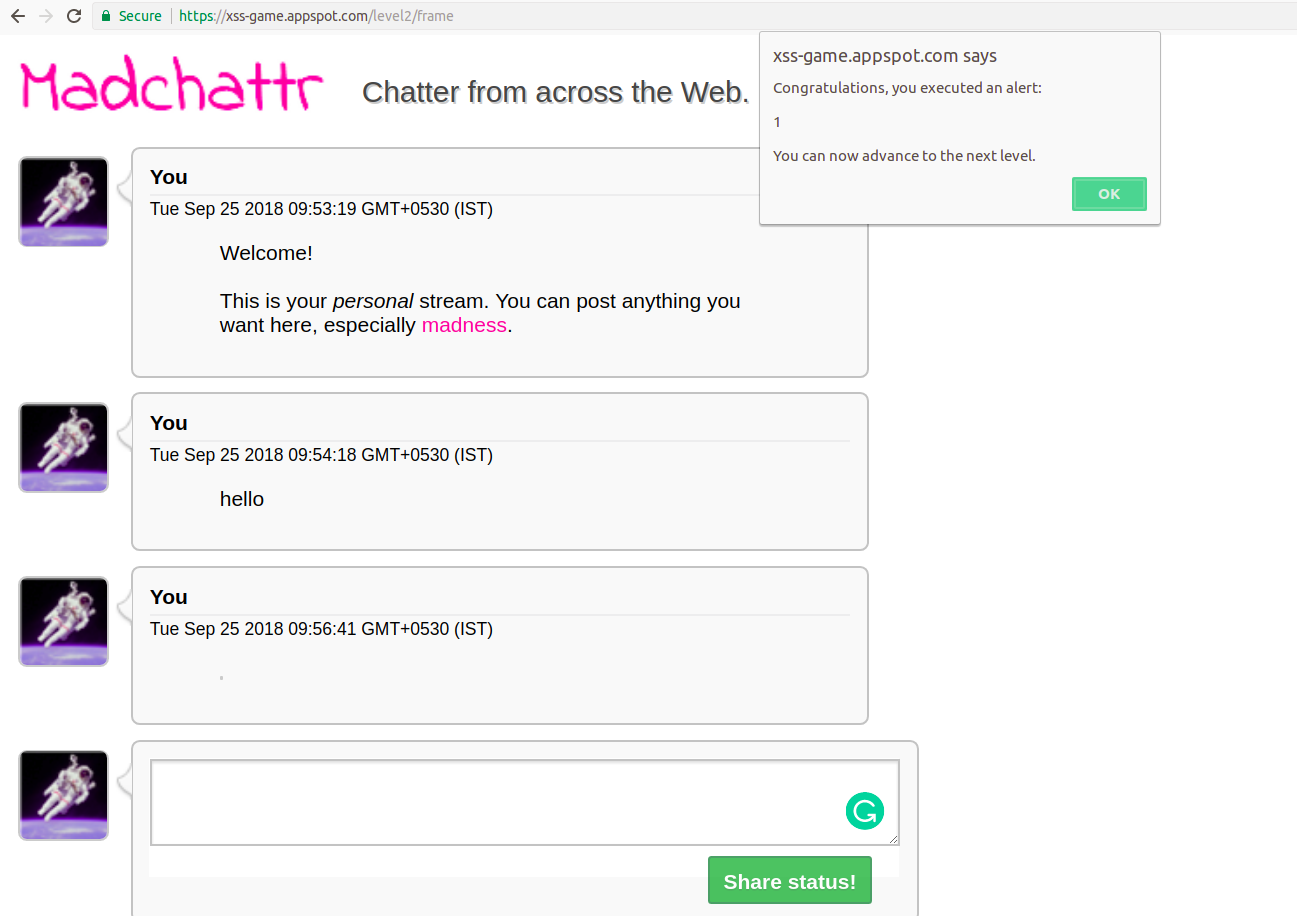 Secure https://xss-game.appspot.com/level2/frame
Madchattr
Chatter from across the Web.
xss-game.appspot.com says
Congratulations, you executed an alert:
1
You can now advance to the next level.
OK
You
Tue Sep 25 2018 09:53:19 GMT+0530 (IST)
Welcome!
This is your personal stream. You can post anything you
want here, especially madness.
You
Tue Sep 25 2018 09:54:18 GMT+0530 (IST)
hello
You
Tue Sep 25 2018 09:56:41 GMT+0530 (IST)
G
Share status!